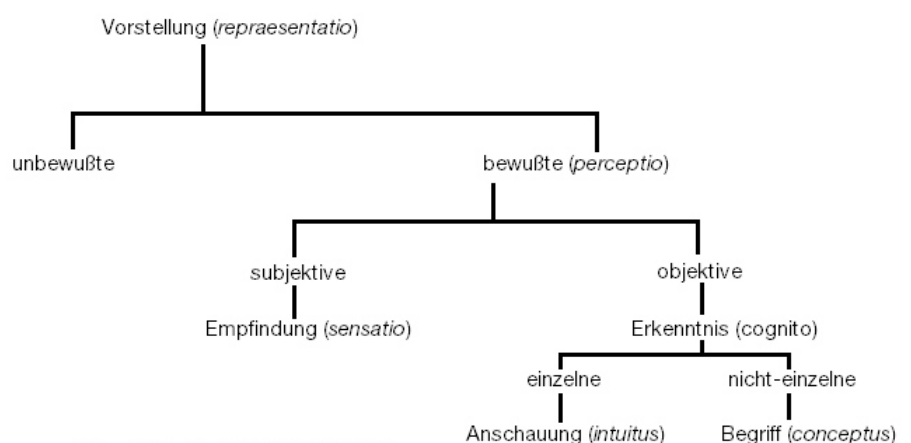 Vorstellung (repraesentatio)
unbewußte
bewußte (perceptio)
subjektive
objektive
Empfindung (sensatio)
Erkenntnis (cognito)
einzelne
nicht-einzelne
Anschauung (intuitus)
Begriff (conceptus)